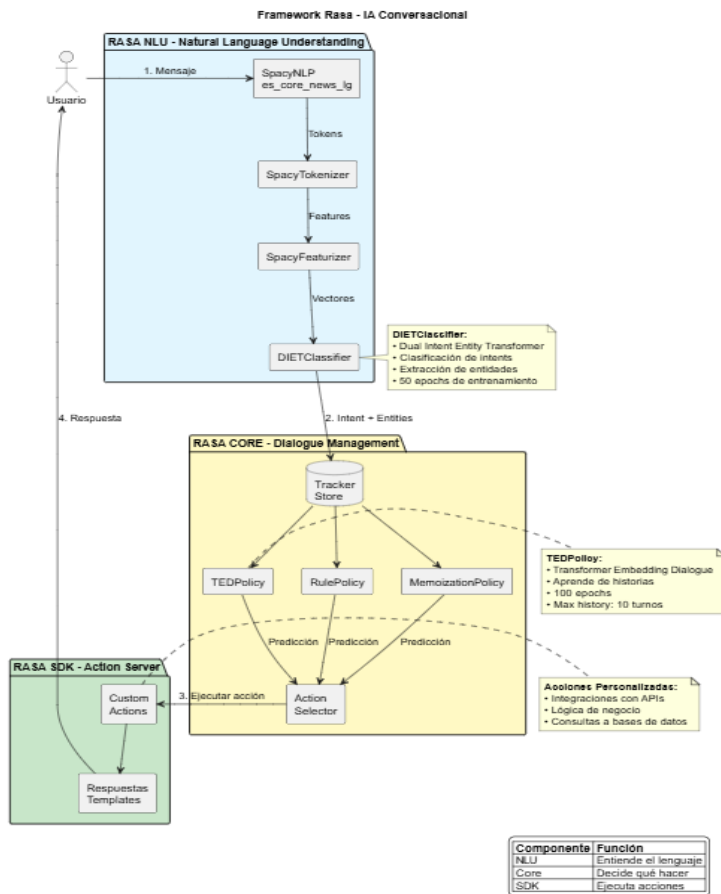 Framework Rasa - IA Conversacional
RASA NLU - Natural Language Understanding
Usuario
1. Mensaje
SpacyNLP
es_core_news_lg
Tokens
SpacyTokenizer
Features
SpacyFeaturizer
Vectores
DIETClassifier
DIETClassifier:
• Dual Intent Entity Transformer
• Clasificación de intents
• Extracción de entidades
• 50 epochs de entrenamiento
4. Respuesta
2. Intent + Entities
RASA CORE - Dialogue Management
Tracker
Store
TEDPolicy
RulePolicy
MemoizationPolicy
TEDPolicy:
• Transformer Embedding Dialogue
• Aprende de historias
• 100 epochs
• Max history: 10 turnos
Predicción
Predicción
Predicción
RASA SDK - Action Server
Custom
Actions
3. Ejecutar acción
Action
Selector
Acciones Personalizadas:
• Integraciones con APIs
• Lógica de negocio
• Consultas a bases de datos
Respuestas
Templates
Componente Función
NLU Entiende el lenguaje
Core Decide qué hacer
SDK Ejecuta acciones